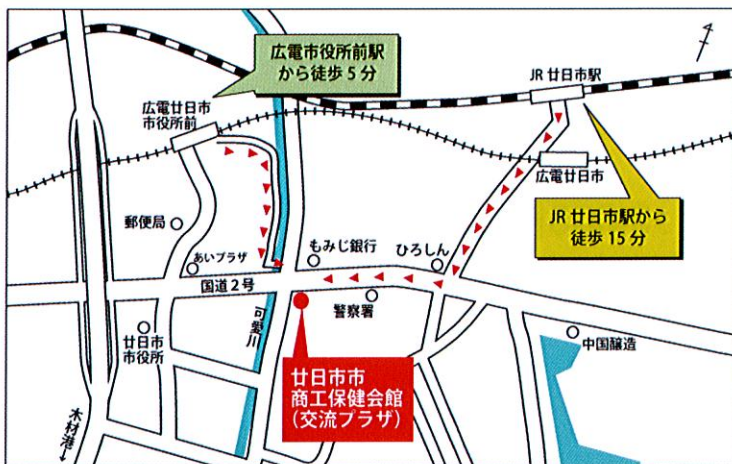 広電市役所前駅
から徒歩5分
JR 廿日市駅
広電廿日市
市役所前
広電廿日市
JR 廿日市駅から
徒歩 15 分
郵便局
あいプラザ
もみじ銀行
ひろしん
国道2号
可愛川
警察署
廿日市
市役所
中国醸造
廿日市市
商工保健会館
(交流プラザ)
木材港→